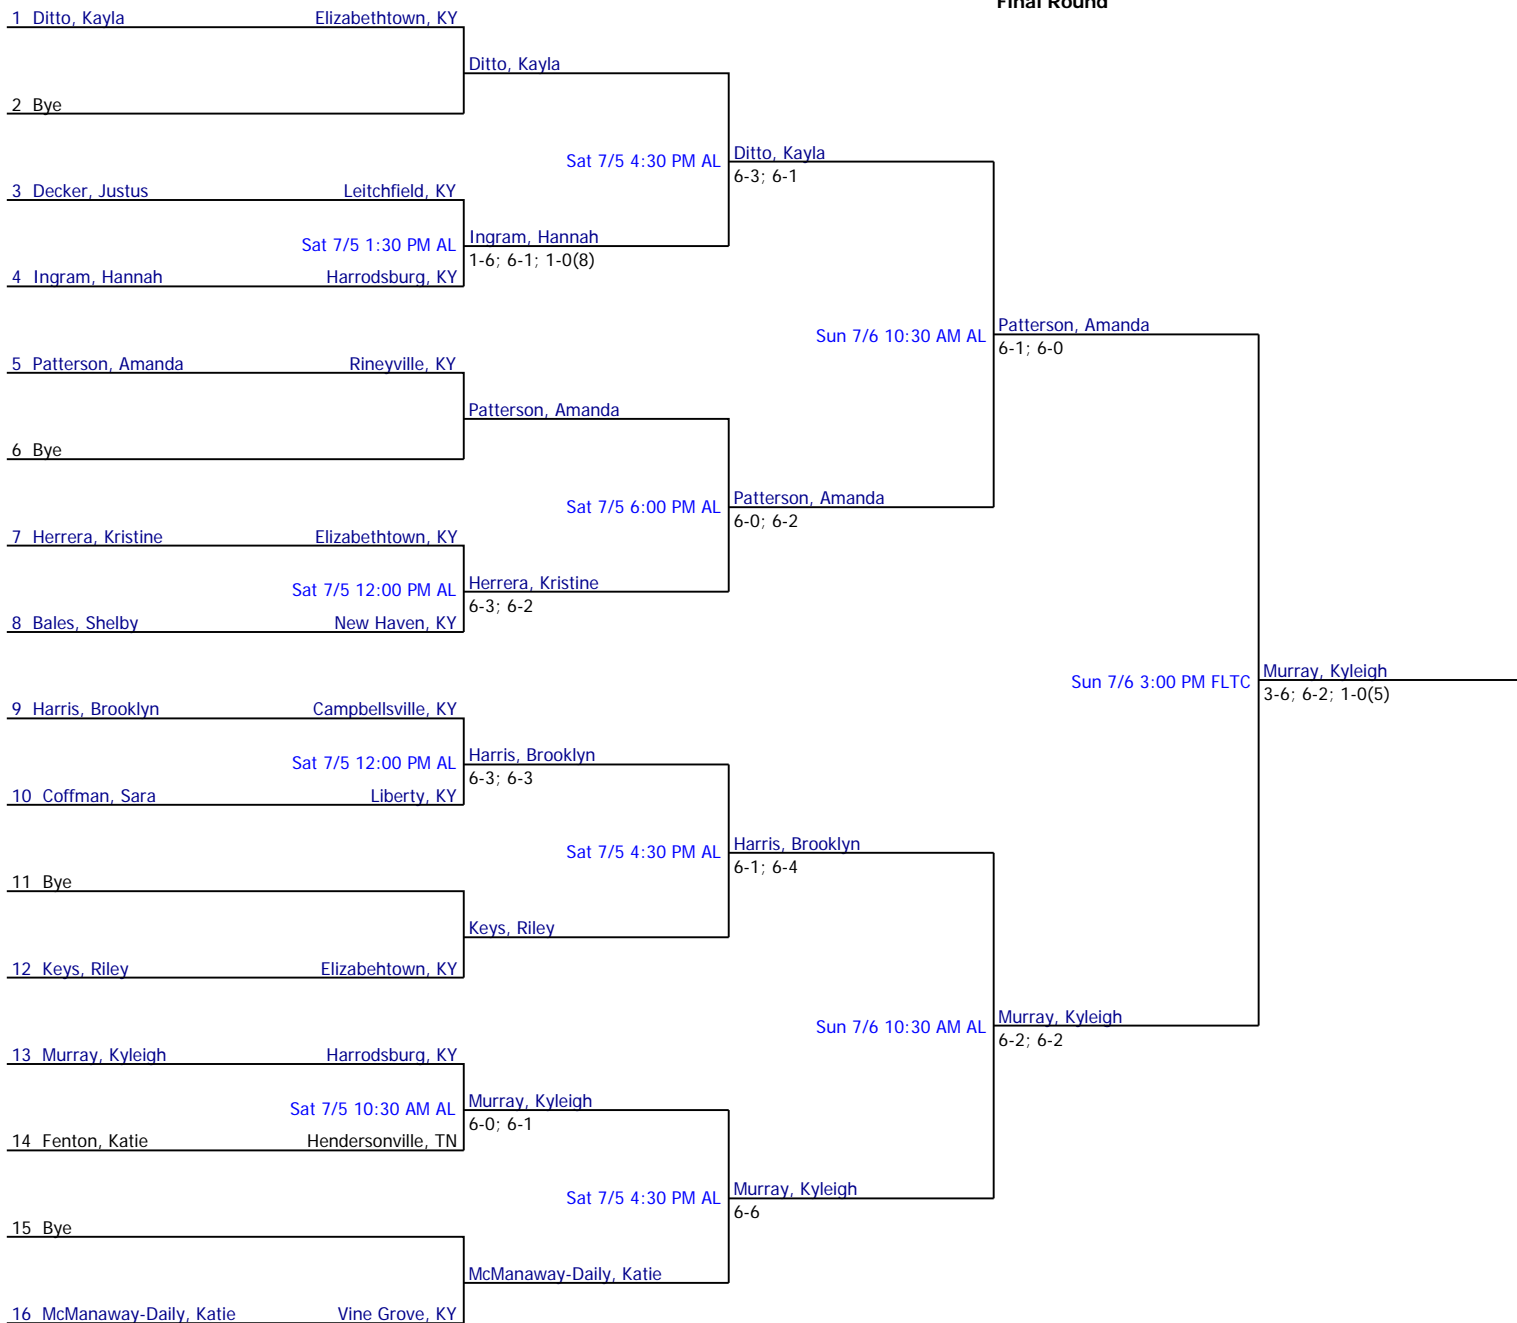 Final Round
1 Ditto, Kayla Elizabethtown, KY
Ditto, Kayla
2 Bye
Sat 7/5 4:30 PM AL Ditto, Kayla
6-3; 6-1
3 Decker, Justus Leitchfield, KY
Sat 7/5 1:30 PM AL Ingram, Hannah
1-6; 6-1; 1-0(8)
4 Ingram, Hannah Harrodsburg, KY
Sun 7/6 10:30 AM AL Patterson, Amanda
6-1; 6-0
5 Patterson, Amanda Rineyville, KY
Patterson, Amanda
6 Bye
Sat 7/5 6:00 PM AL Patterson, Amanda
6-0; 6-2
7 Herrera, Kristine Elizabethtown, KY
Sat 7/5 12:00 PM AL Herrera, Kristine
6-3; 6-2
8 Bales, Shelby New Haven, KY
Sun 7/6 3:00 PM FLTC Murray, Kyleigh
3-6; 6-2; 1-0(5)
9 Harris, Brooklyn Campbellsville, KY
Sat 7/5 12:00 PM AL Harris, Brooklyn
6-3; 6-3
10 Coffman, Sara Liberty, KY
Sat 7/5 4:30 PM AL Harris, Brooklyn
6-1; 6-4
11 Bye
Keys, Riley
12 Keys, Riley Elizabehtown, KY
Sun 7/6 10:30 AM AL Murray, Kyleigh
6-2; 6-2
13 Murray, Kyleigh Harrodsburg, KY
Sat 7/5 10:30 AM AL Murray, Kyleigh
6-0; 6-1
14 Fenton, Katie Hendersonville, TN
Sat 7/5 4:30 PM AL Murray, Kyleigh
6-6
15 Bye
McManaway-Daily, Katie
16 McManaway-Daily, Katie Vine Grove, KY